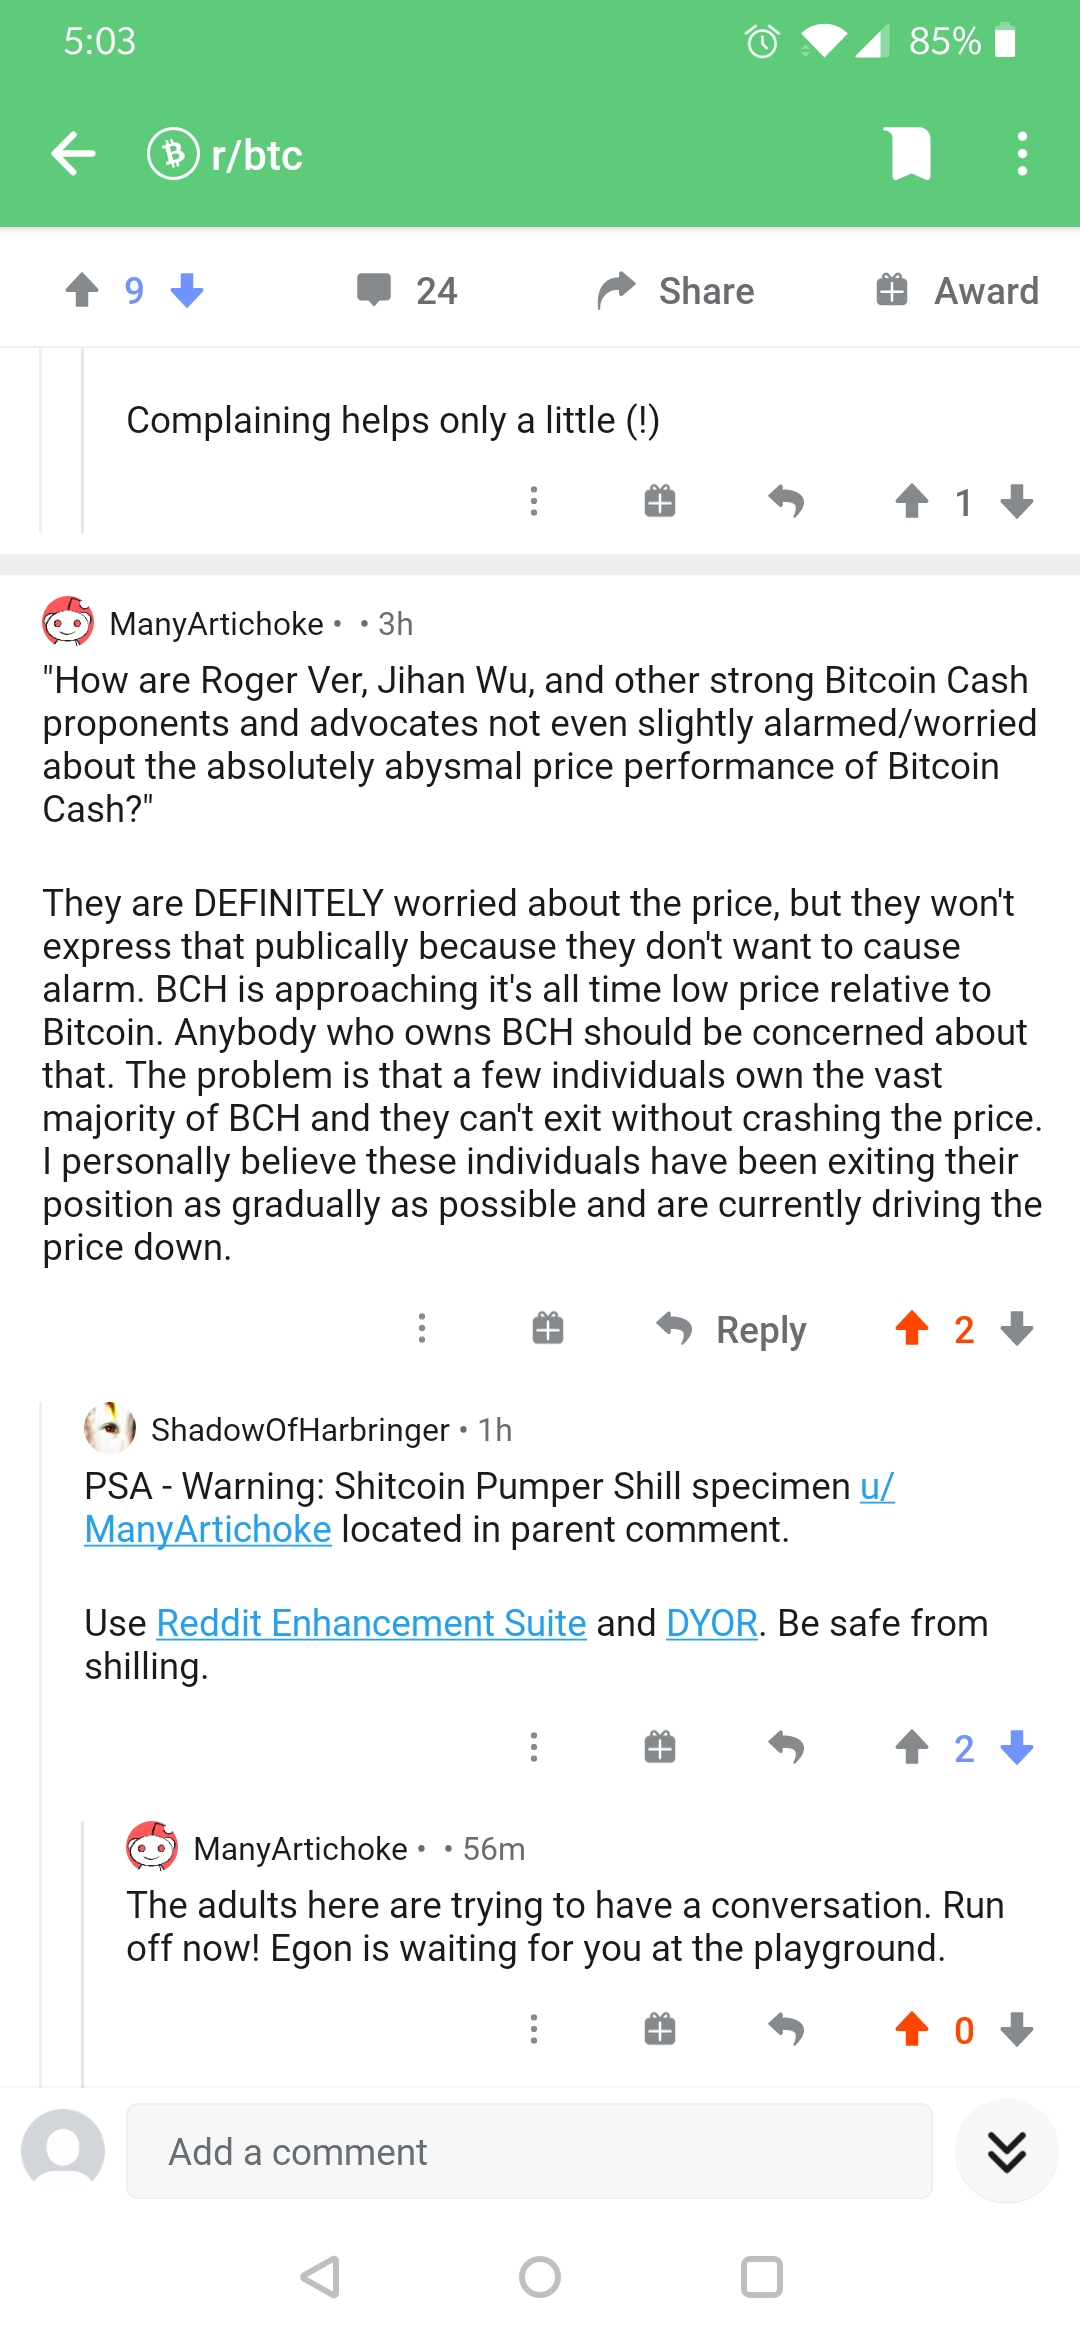 5:03
85%
r/btc
9
24
Share
Award
Complaining helps only a little (!)
1
ManyArtichoke • • 3h
"How are Roger Ver, Jihan Wu, and other strong Bitcoin Cash
proponents and advocates not even slightly alarmed/worried
about the absolutely abysmal price performance of Bitcoin
Cash?"
They are DEFINITELY worried about the price, but they won't
express that publically because they don't want to cause
alarm. BCH is approaching it's all time low price relative to
Bitcoin. Anybody who owns BCH should be concerned about
that. The problem is that a few individuals own the vast
majority of BCH and they can't exit without crashing the price.
I personally believe these individuals have been exiting their
position as gradually as possible and are currently driving the
price down.
Reply
2
ShadowOfHarbringer • 1h
PSA - Warning: Shitcoin Pumper Shill specimen u/
ManyArtichoke located in parent comment.
Use Reddit Enhancement Suite and DYOR. Be safe from
shilling.
2
ManyArtichoke • • 56m
The adults here are trying to have a conversation. Run
off now! Egon is waiting for you at the playground.
0
Add a comment